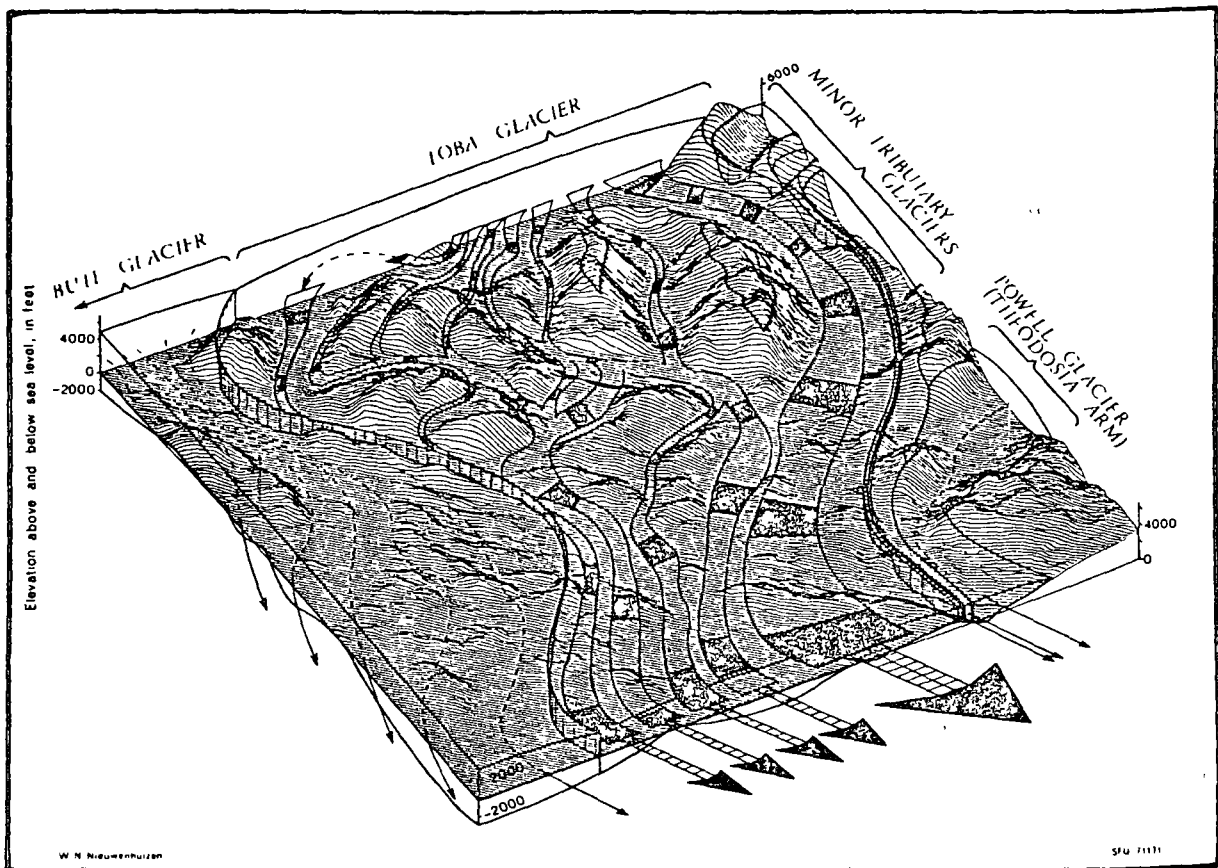 6000
MINOR TRIBUTARY
GLACIERS
TOBA GLACIER
BUTE GLACIER
POWELL GLACIER
(THEODOSIA ARM)
Elevation above and below sea level, in feet
4000
0
-2000
4000
0
2000
-2000
W N Nieuwenhuizen
SFU 71171